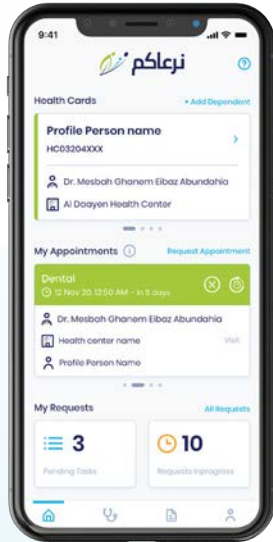 9:41
نرعاكم
?
Health Cards
+ Add Dependent
Profile Person name
HC03204XXX
Dr. Mesbah Ghanem Eibaz Abundahia
Al Daayen Health Center
My Appointments
Request Appointment
Dental
12 Nov 20, 12:50 AM - In 5 days
Dr. Mesbah Ghanem Eibaz Abundahia
Health center name
Visit
Profile Person Name
My Requests
All Requests
3
10
Pending Tasks
Requests Inprogress